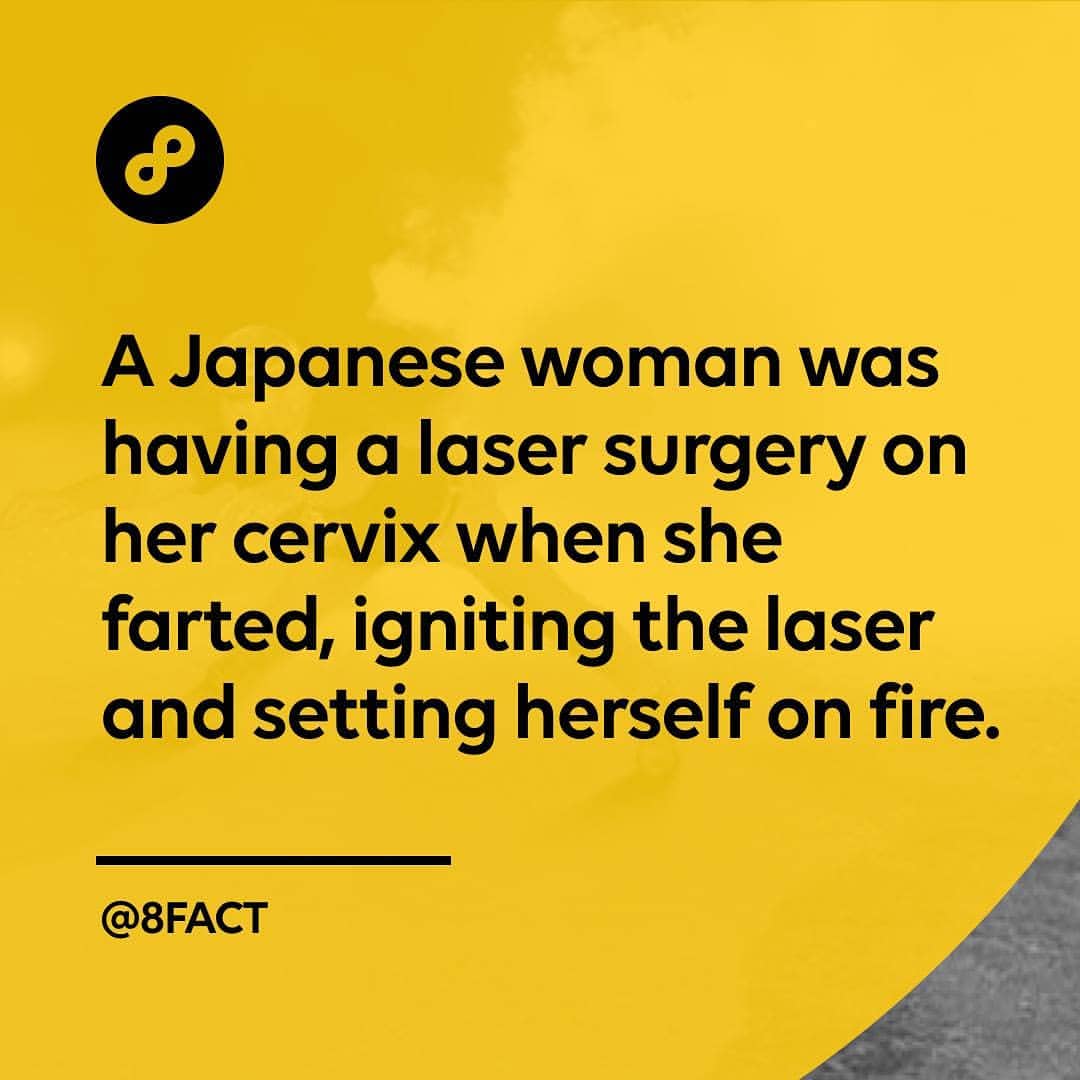 A Japanese woman was
having a laser surgery on
her cervix when she
farted, igniting the laser
and setting herself on fire.
@8FACT